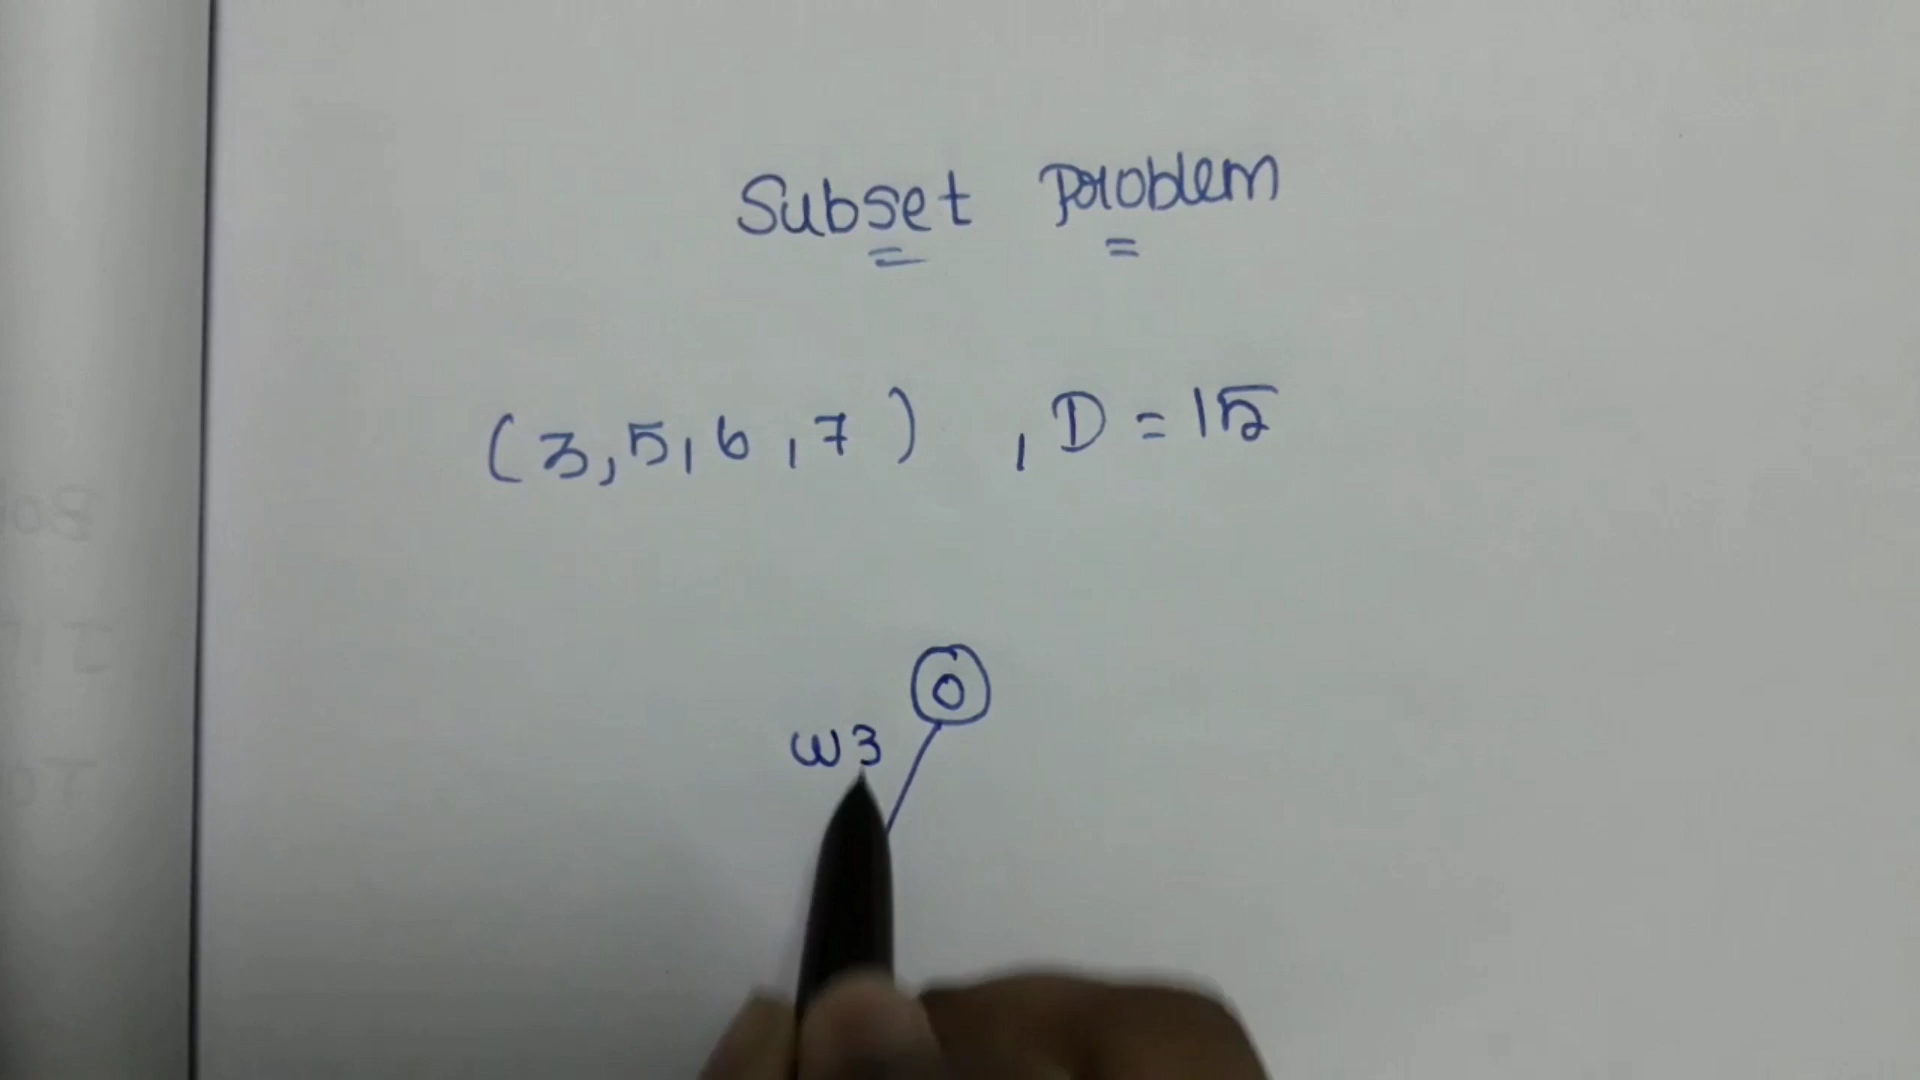 Subset Problem
(3,5,6,7) , D = 15
0
w3